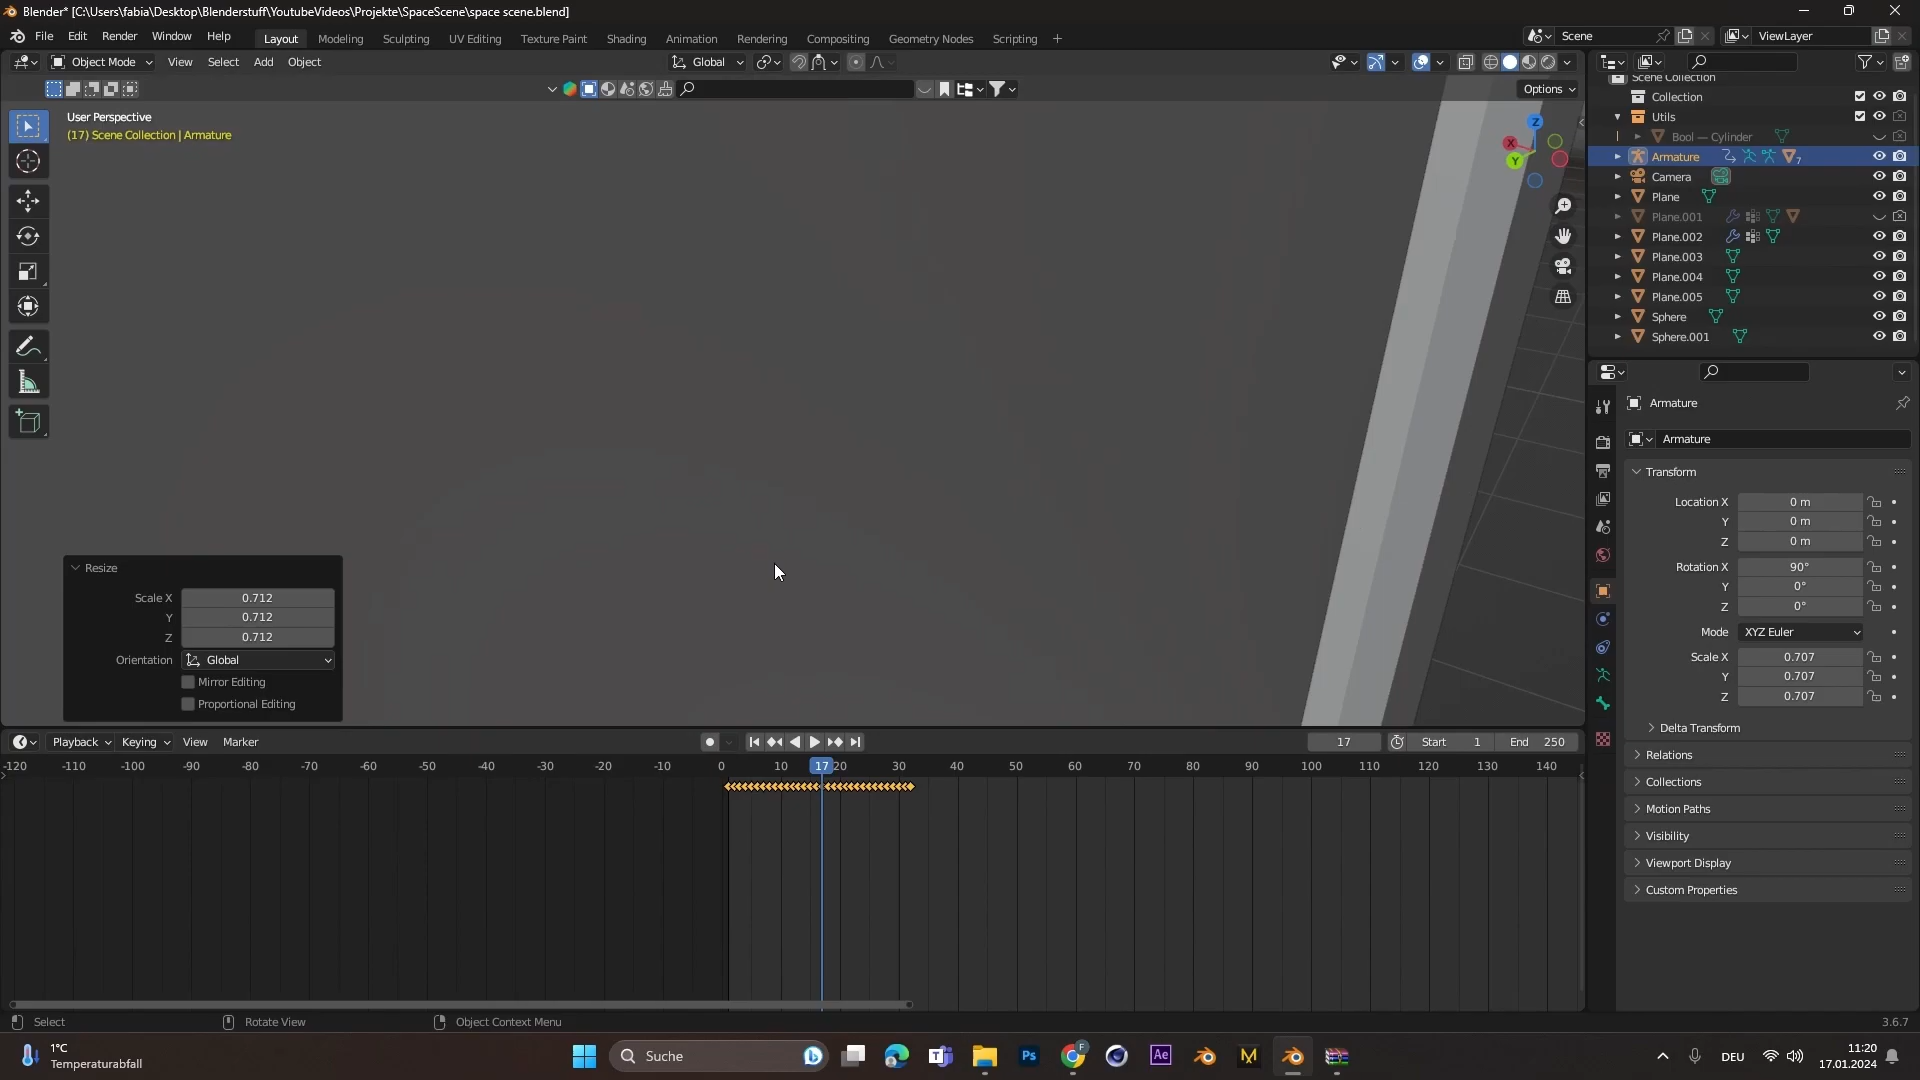 Blender* [C:\Users\fabia\Desktop\Blenderstuff\YoutubeVideos\Projekte\SpaceScene\space scene.blend]
File Edit Render Window Help Layout Modeling Sculpting UV Editing Texture Paint Shading Animation Rendering Compositing Geometry Nodes Scripting + Scene ViewLayer
Object Mode View Select Add Object Global
Options
User Perspective
(17) Scene Collection | Armature
Z
X
Y
Scene Collection
Collection
Utils
Bool — Cylinder
Armature 7
Camera
Plane
Plane.001
Plane.002
Plane.003
Plane.004
Plane.005
Sphere
Sphere.001
Armature
Armature
Transform
Location X 0 m
Y 0 m
Z 0 m
Rotation X 90°
Y 0°
Z 0°
Mode XYZ Euler
Scale X 0.707
Y 0.707
Z 0.707
Delta Transform
Relations
Collections
Motion Paths
Visibility
Viewport Display
Custom Properties
Resize
Scale X 0.712
Y 0.712
Z 0.712
Orientation Global
Mirror Editing
Proportional Editing
Playback Keying View Marker 17 Start 1 End 250
-120 -110 -100 -90 -80 -70 -60 -50 -40 -30 -20 -10 0 10 17 20 30 40 50 60 70 80 90 100 110 120 130 140
Select Rotate View Object Context Menu 3.6.7
1°C
Temperaturabfall
Suche
F
Ps
Ae
M
DEU
11:20
17.01.2024